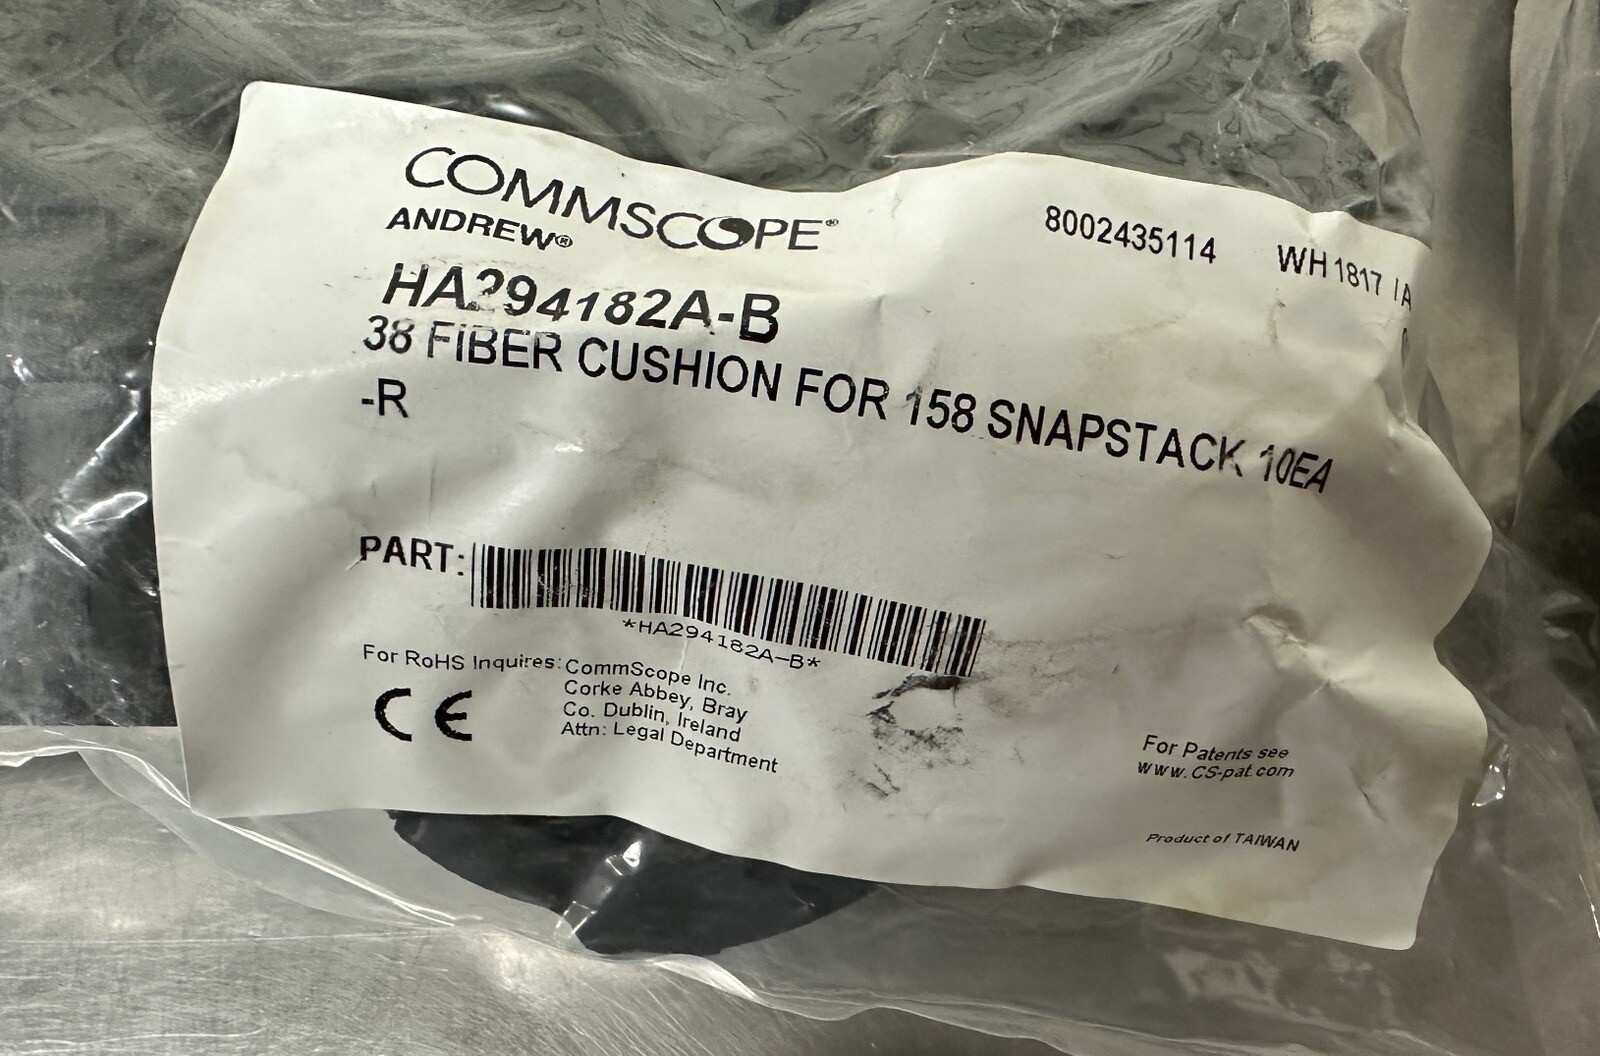 COMMSCOPE®
ANDREW®
8002435114 WH 1817 IA
HA294182A-B
38 FIBER CUSHION FOR 158 SNAPSTACK 10EA
-R
PART:
*HA294182A-B*
For RoHS Inquires: CommScope Inc.
Corke Abbey, Bray
Co. Dublin, Ireland
Attn: Legal Department
CE
For Patents see
www.CS-pat.com
Product of TAIWAN